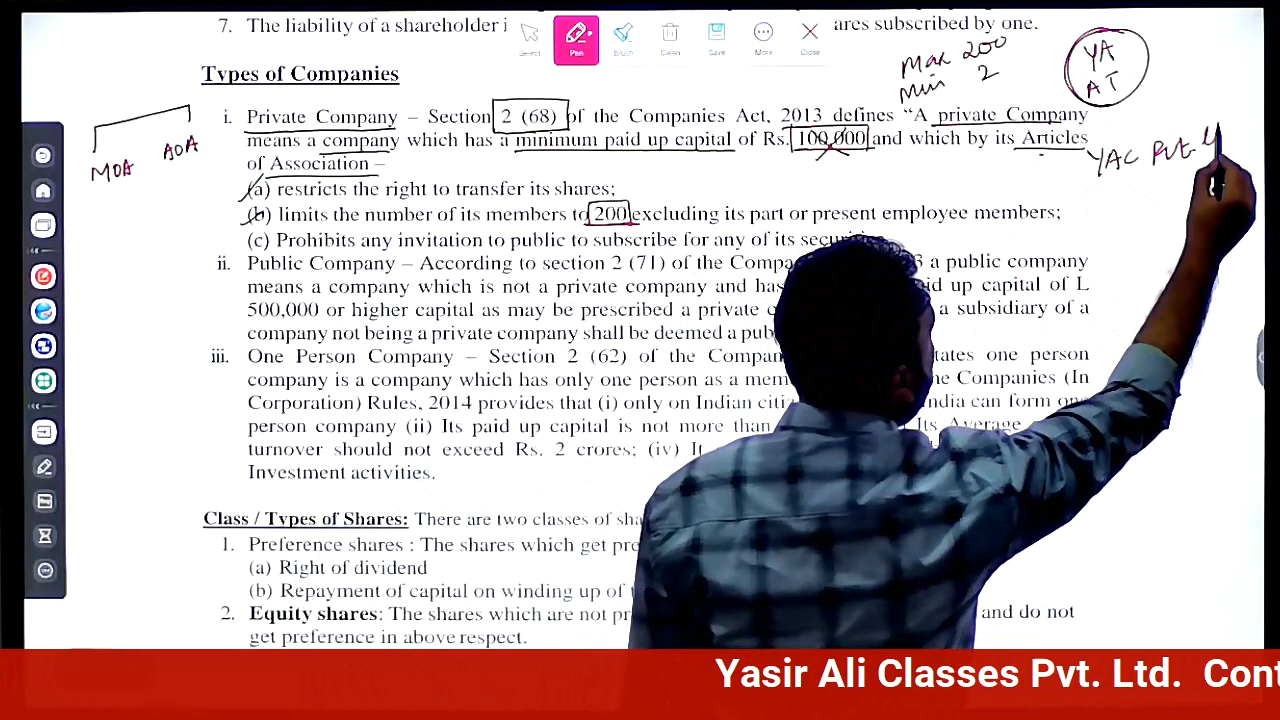 7. The liability of a shareholder i ares subscribed by one.
Select Pen Brush Clean Save More Close
Types of Companies
Max 200
Min 2
YA
AT
MOA AOA
i. Private Company – Section 2 (68) of the Companies Act, 2013 defines “A private Company
means a company which has a minimum paid up capital of Rs. 100,000 and which by its Articles
of Association –
YAC Pvt L
(a) restricts the right to transfer its shares;
(b) limits the number of its members to 200 excluding its part or present employee members;
(c) Prohibits any invitation to public to subscribe for any of its securities
ii. Public Company – According to section 2 (71) of the Compa 3 a public company
means a company which is not a private company and has id up capital of L
500,000 or higher capital as may be prescribed a private c a subsidiary of a
company not being a private company shall be deemed a pub
iii. One Person Company – Section 2 (62) of the Compan tates one person
company is a company which has only one person as a mem ne Companies (In
Corporation) Rules, 2014 provides that (i) only on Indian citi ndia can form one
person company (ii) Its paid up capital is not more than Its Average
turnover should not exceed Rs. 2 crores; (iv) It
Investment activities.
Class / Types of Shares: There are two classes of sha
1. Preference shares : The shares which get pre
(a) Right of dividend
(b) Repayment of capital on winding up of t
2. Equity shares: The shares which are not pr and do not
get preference in above respect.
Yasir Ali Classes Pvt. Ltd. Cont